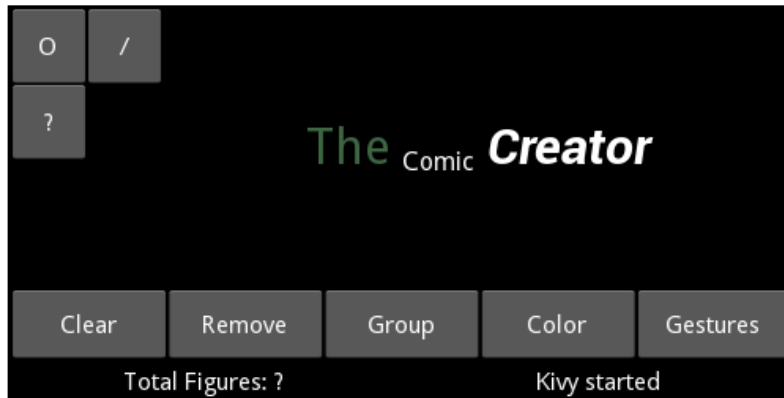 O /
?
The Comic Creator
Clear Remove Group Color Gestures
Total Figures: ? Kivy started